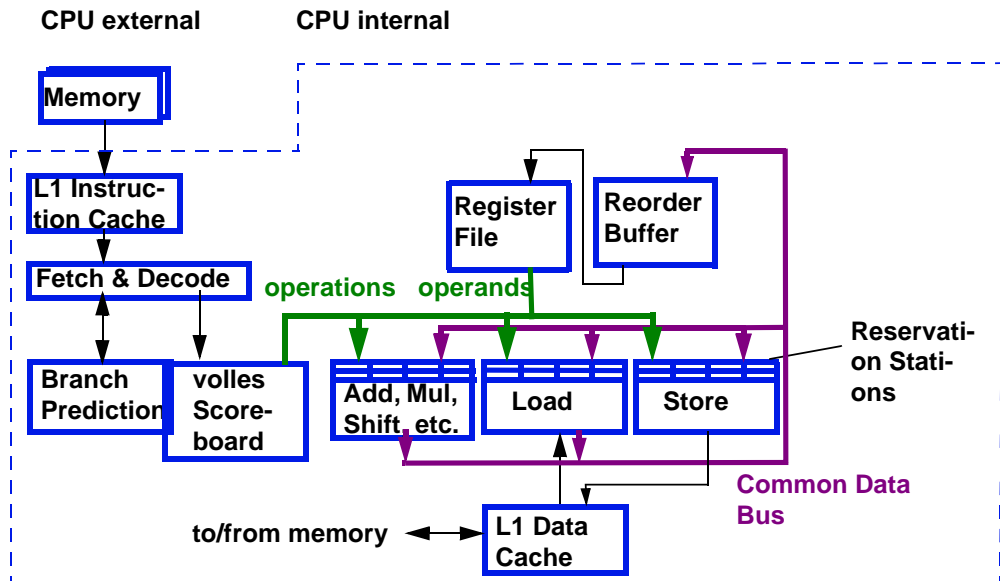 CPU external
CPU internal
Memory
L1 Instruc-
tion Cache
Fetch & Decode
Register
File
Reorder
Buffer
operations operands
Branch
Prediction
volles
Score-
board
Add, Mul,
Shift, etc.
Load
Store
Reservati-
on Stati-
ons
Common Data
Bus
to/from memory
L1 Data
Cache